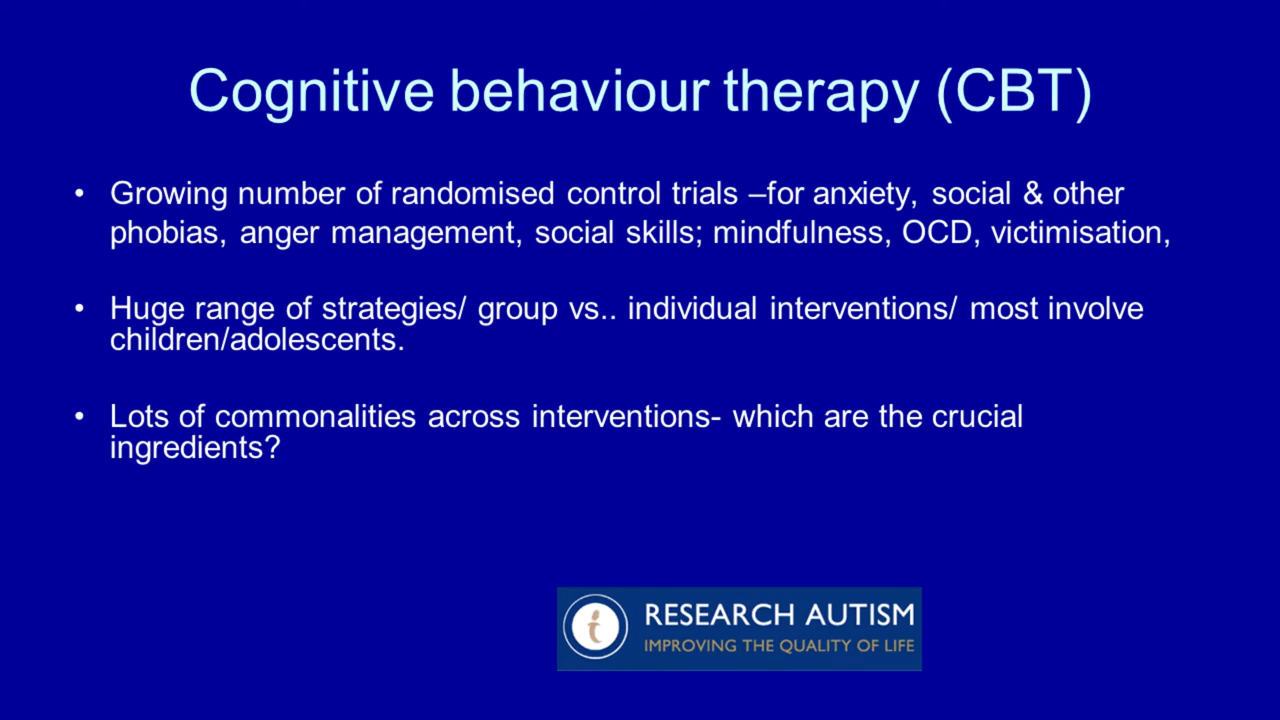 Cognitive behaviour therapy (CBT)
• Growing number of randomised control trials –for anxiety, social & other
phobias, anger management, social skills; mindfulness, OCD, victimisation,
• Huge range of strategies/ group vs.. individual interventions/ most involve
children/adolescents.
• Lots of commonalities across interventions- which are the crucial
ingredients?
i RESEARCH AUTISM
IMPROVING THE QUALITY OF LIFE